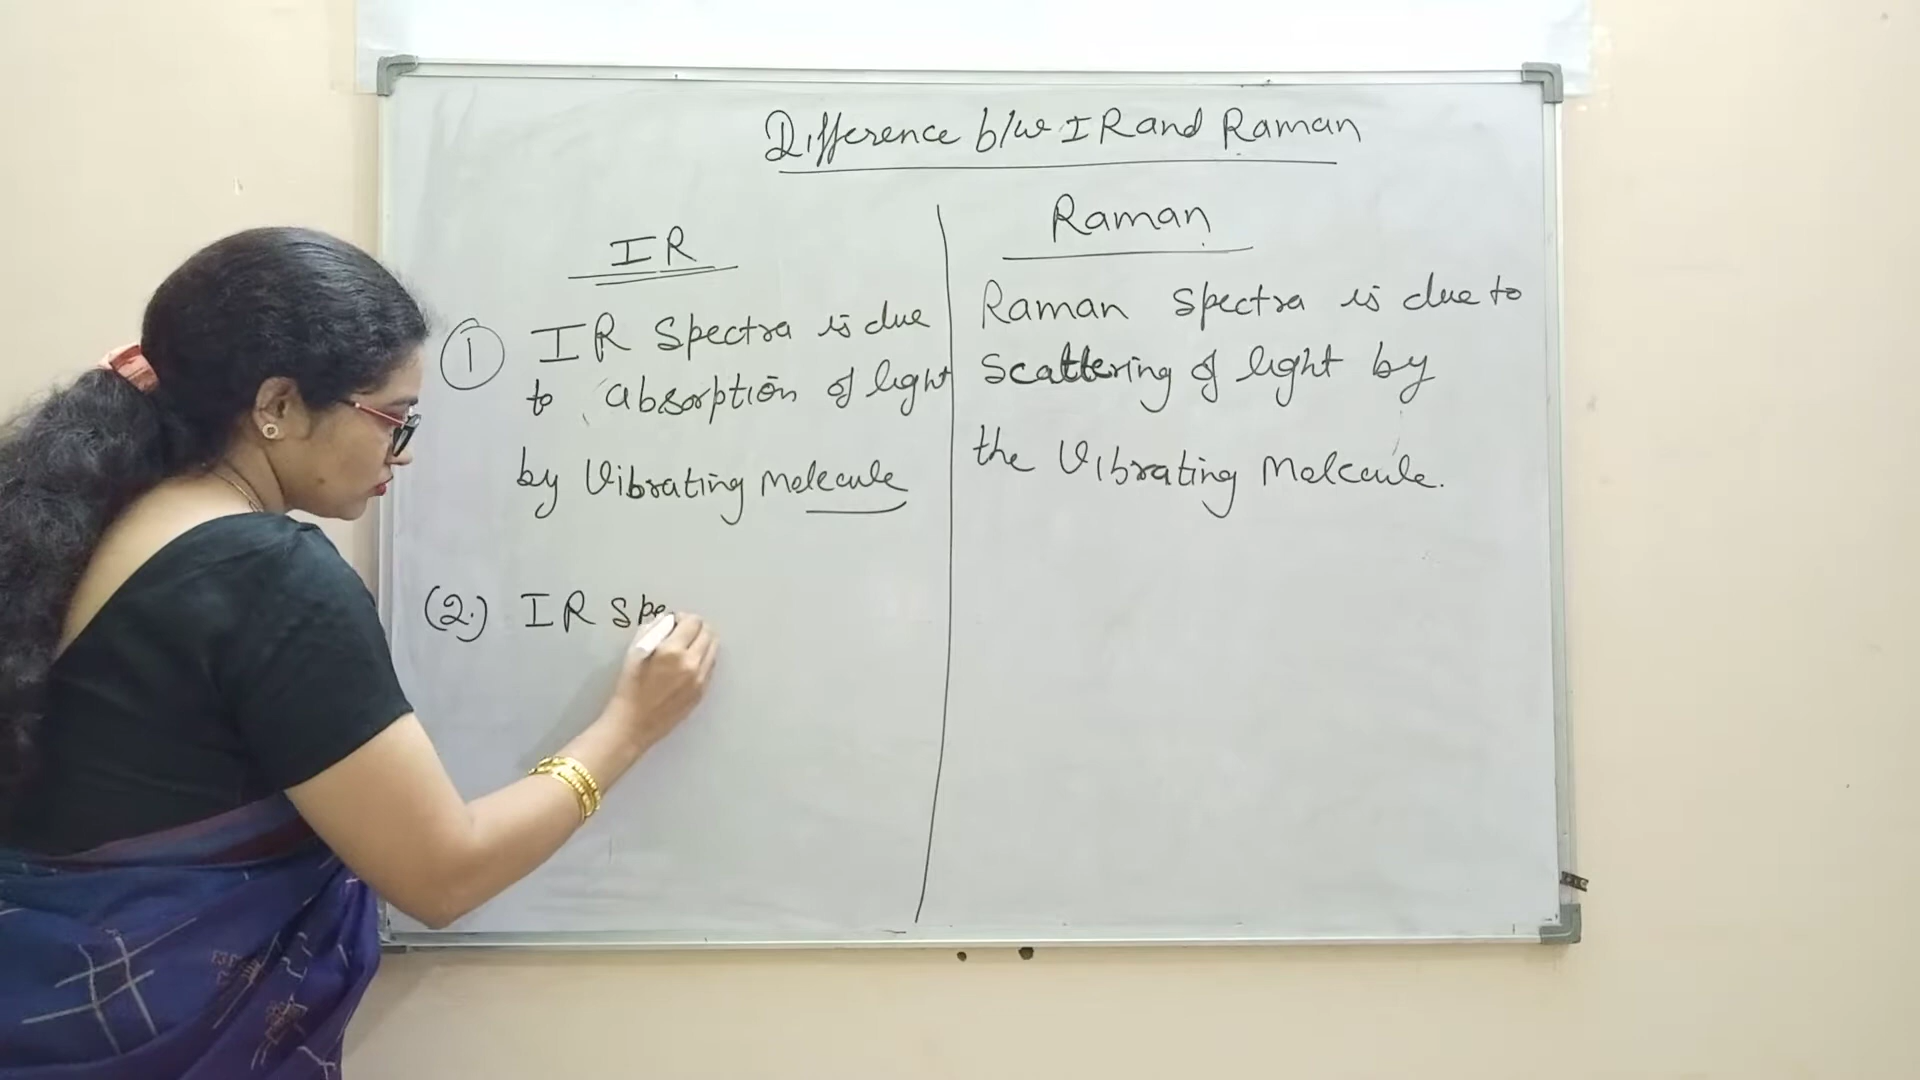 Difference b/w IR and Raman
IR
① IR Spectra is due
to absorption of light
by Vibrating Molecule
(2.) IR Spe
Raman
Raman Spectra is due to
Scattering of light by
the Vibrating Molecule.